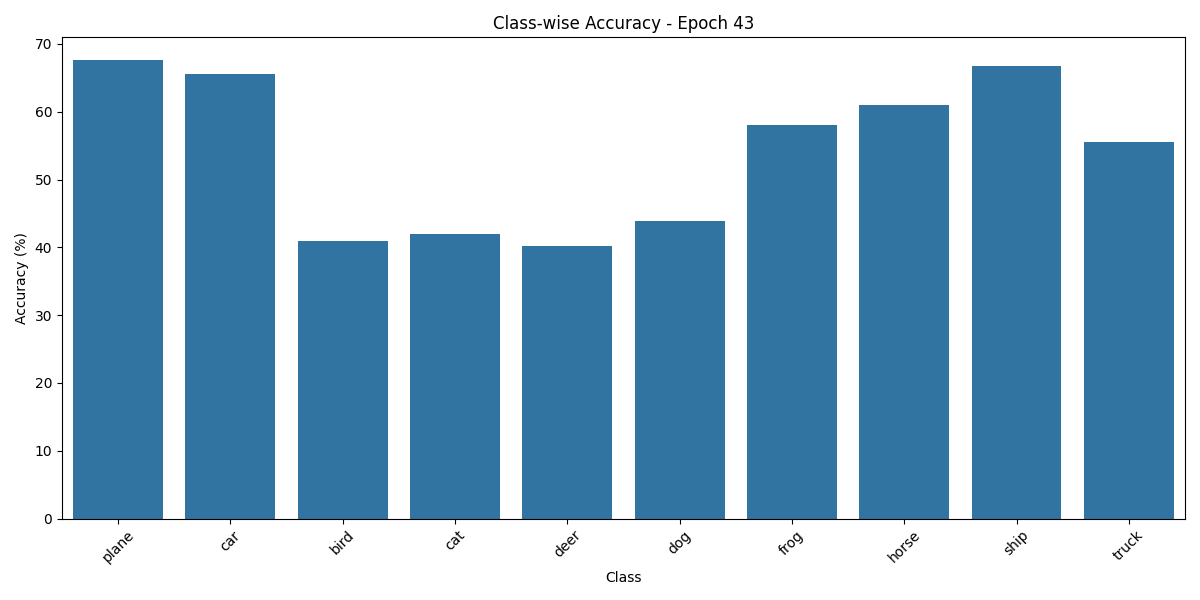 Class-wise Accuracy - Epoch 43
Accuracy (%)
70
60
50
40
30
20
10
0
plane
car
bird
cat
deer
dog
frog
horse
ship
truck
Class